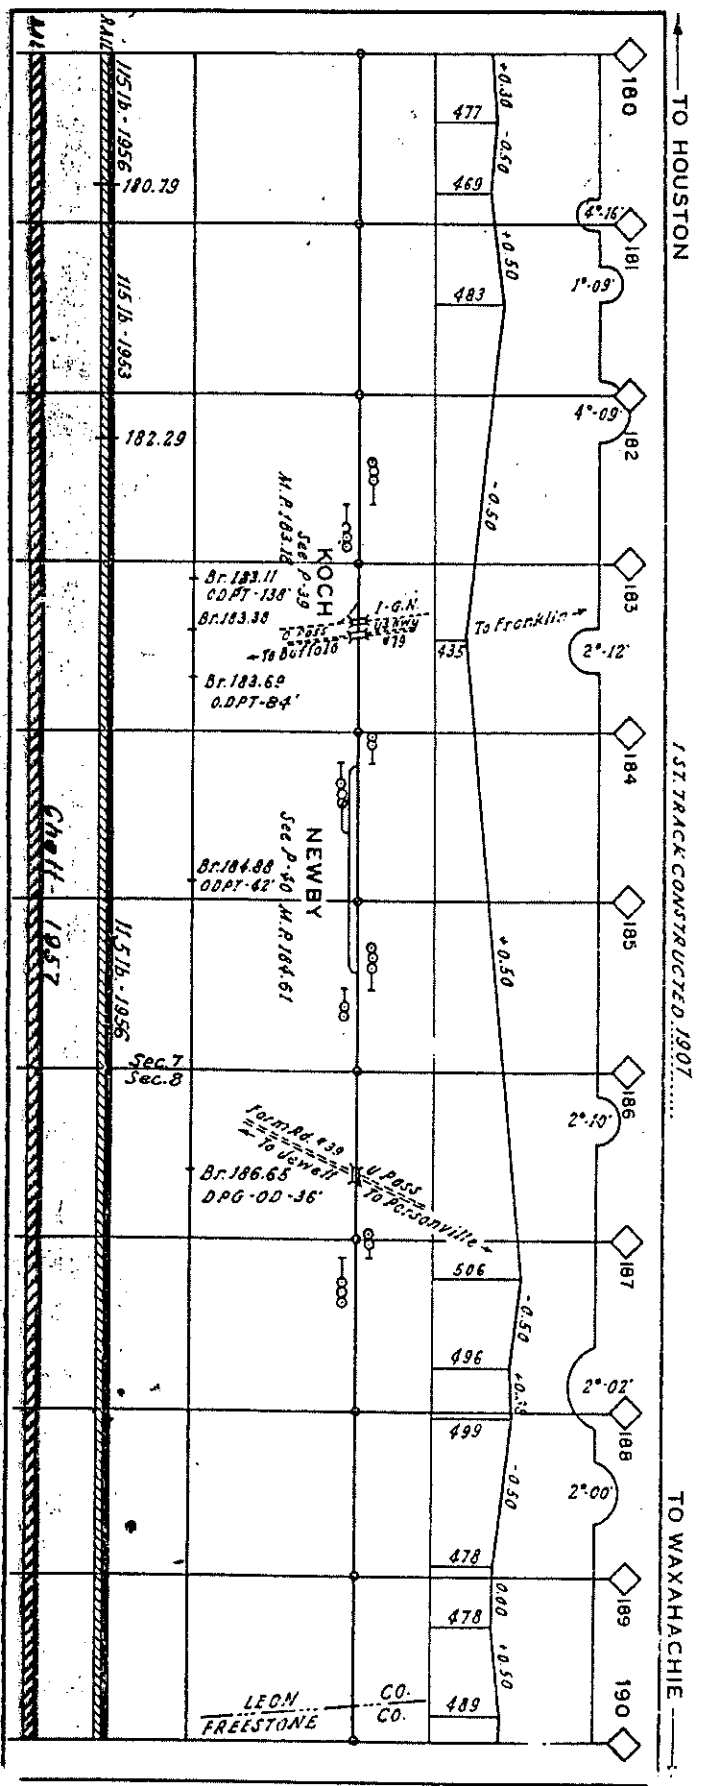 ← TO HOUSTON
1 ST. TRACK CONSTRUCTED 1907
TO WAXAHACHIE
180
181
182
183
184
185
186
187
188
189
190
4°-16'
1°-09'
4°-09'
2°-12'
2°-10'
2°-02'
2°-00'
+0.30
-0.50
+0.50
-0.50
+0.50
-0.50
-0.50
0.00
+0.50
477
469
483
435
506
496
499
478
478
489
To Franklin
I-G.N.
U.S. Hwy
#79
O'Pass
To Buffalo
KOCH
See P-39
M.P. 183.18
NEWBY
See P-40 M.P. 184.61
Farm Rd. #39
To Jewett
U'Pass
To Personville
LEON CO.
FREESTONE CO.
Br. 183.11
ODPT-138'
Br. 183.38
Br. 183.69
O.DPT-84'
Br. 184.88
ODPT-42'
Sec. 7
Sec. 8
Br. 186.65
DPG-OD-36'
RAIL
115 lb.-1956
180.79
115 lb.-1953
182.29
115 lb.-1956
Chatt-1957